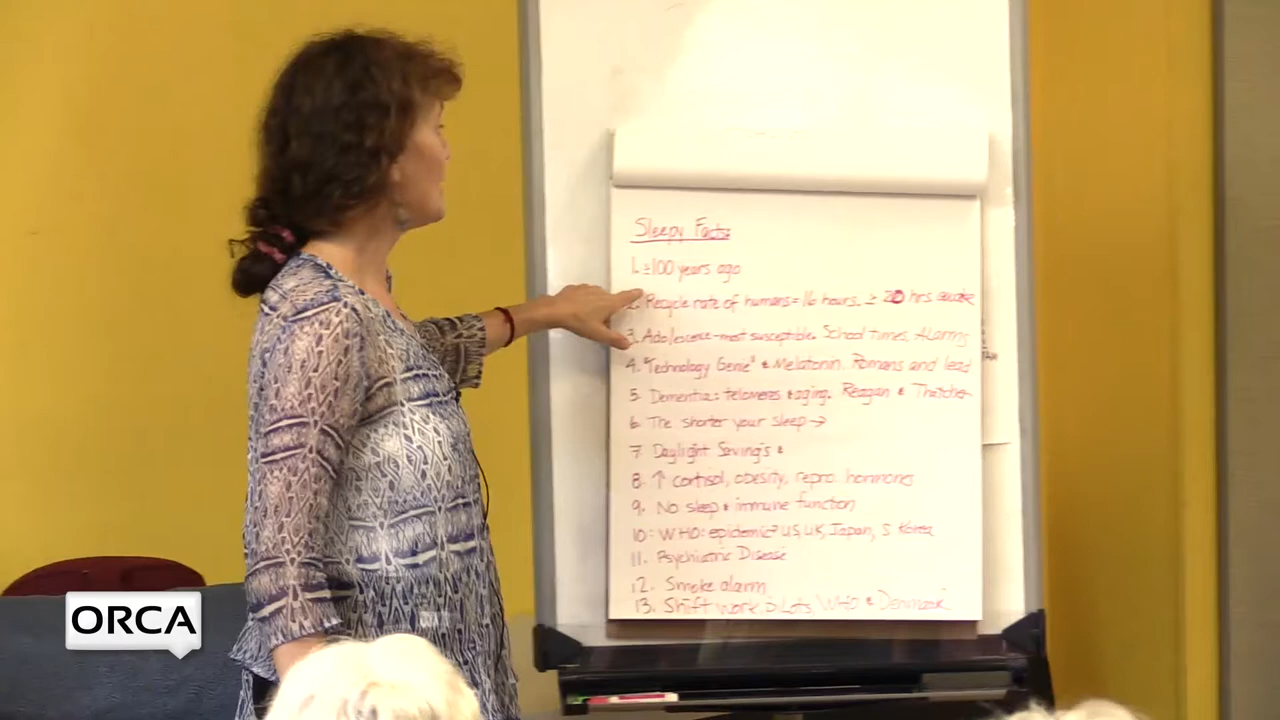 Sleepy Facts:
1. ≥100 years ago
2. Recycle rate of humans = 16 hours. ≥ 20 hrs awake
3. Adolescence - most susceptible. School times. Alarms
4. "Technology Genie" & Melatonin. Romans and lead
5. Dementia: telomeres & aging. Reagan & Thatcher
6. The shorter your sleep →
7. Daylight Saving's &
8. ↑ cortisol, obesity, repro. hormones
9. No sleep & immune function
10: WHO: epidemic? US, UK, Japan, S Korea
11. Psychiatric Disease
12. Smoke alarm
13. Shift work, Pilots, WHO & Denmark
ORCA